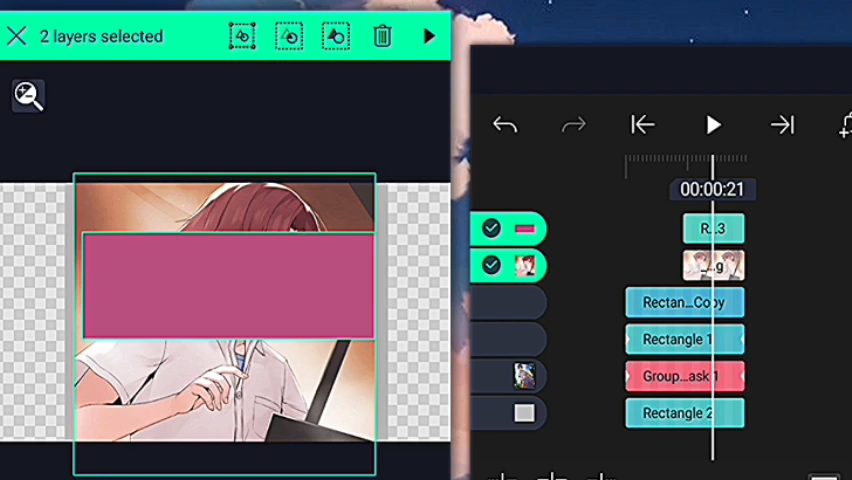 2 layers selected
00:00:21
R...3
_...g
Rectan...Copy
Rectangle 1
Group...ask 1
Rectangle 2